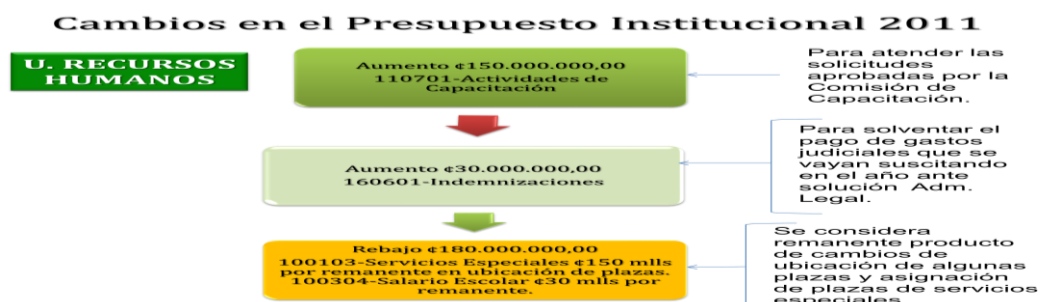 Cambios en el Presupuesto Institucional 2011
U. RECURSOS
HUMANOS
Aumento ¢150.000.000,00
110701-Actividades de
Capacitación
Para atender las
solicitudes
aprobadas por la
Comisión de
Capacitación.
Aumento ¢30.000.000,00
160601-Indemnizaciones
Para solventar el
pago de gastos
judiciales que se
vayan suscitando
en el año ante
solución Adm.
Legal.
Rebajo ¢180.000.000,00
100103-Servicios Especiales ¢150 mlls
por remanente en ubicación de plazas.
100304-Salario Escolar ¢30 mlls por
remanente.
Se considera
remanente producto
de cambios de
ubicación de algunas
plazas y asignación
de plazas de servicios
especiales